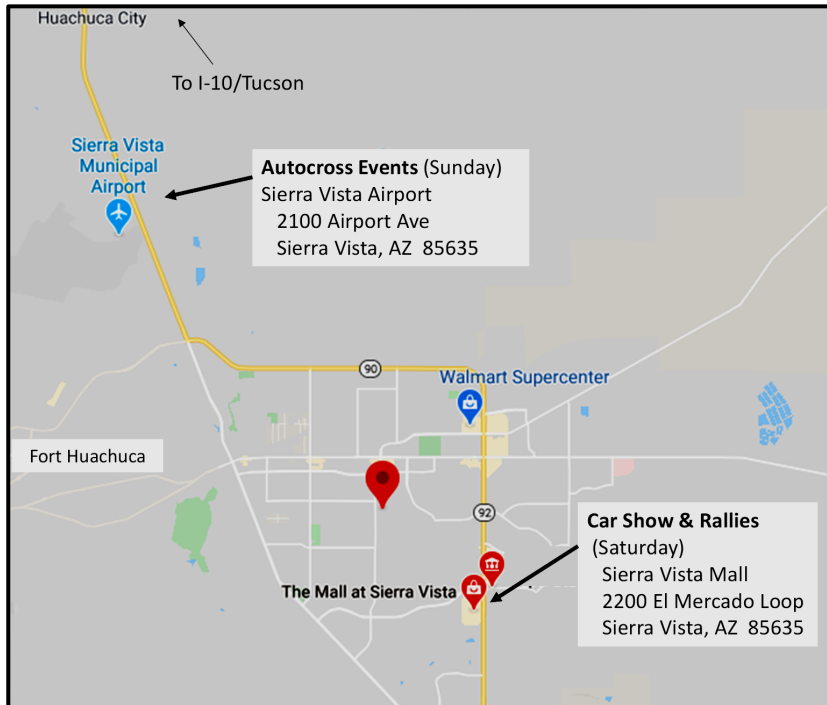 Huachuca City
To I-10/Tucson
Sierra Vista
Municipal
Airport
Autocross Events (Sunday)
Sierra Vista Airport
2100 Airport Ave
Sierra Vista, AZ 85635
90
Walmart Supercenter
Fort Huachuca
92
Car Show & Rallies
(Saturday)
Sierra Vista Mall
2200 El Mercado Loop
Sierra Vista, AZ 85635
The Mall at Sierra Vista